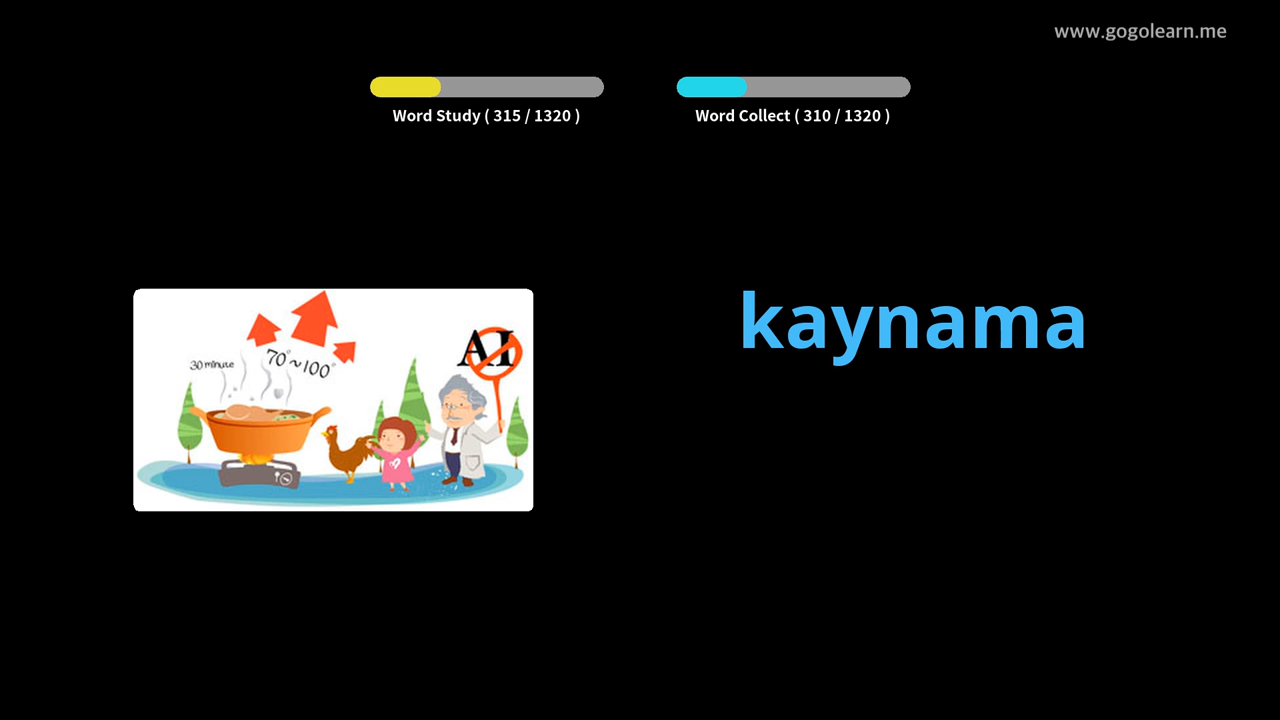 www.gogolearn.me
Word Study ( 315 / 1320 )
Word Collect ( 310 / 1320 )
kaynama
30 minute
70°~100°
AI